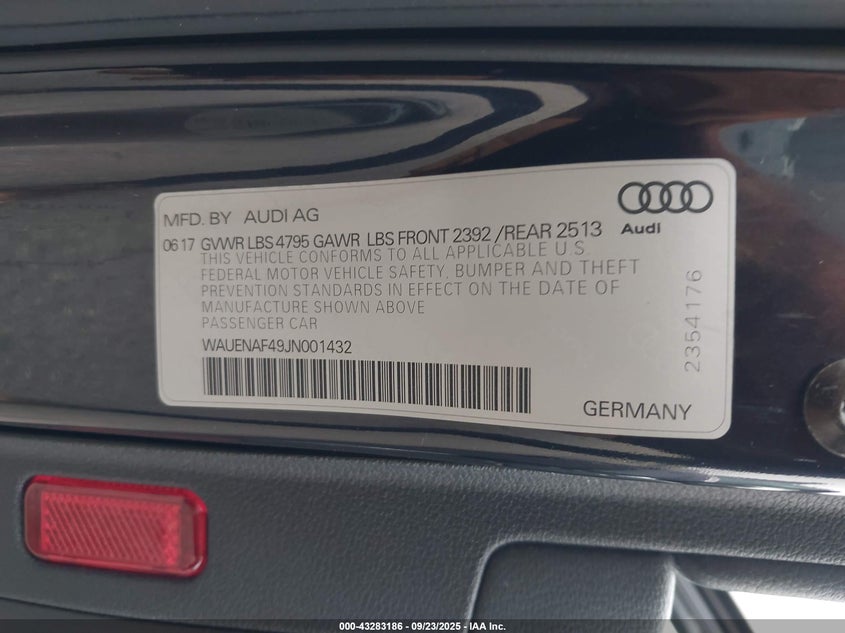 MFD. BY AUDI AG
Audi
06 17 GVWR LBS 4795 GAWR LBS FRONT 2392 / REAR 2513
THIS VEHICLE CONFORMS TO ALL APPLICABLE U.S.
FEDERAL MOTOR VEHICLE SAFETY, BUMPER AND THEFT
PREVENTION STANDARDS IN EFFECT ON THE DATE OF
MANUFACTURE SHOWN ABOVE
PASSENGER CAR
WAUENAF49JN001432
2354176
GERMANY
000-43283186 - 09/23/2025 - IAA Inc.